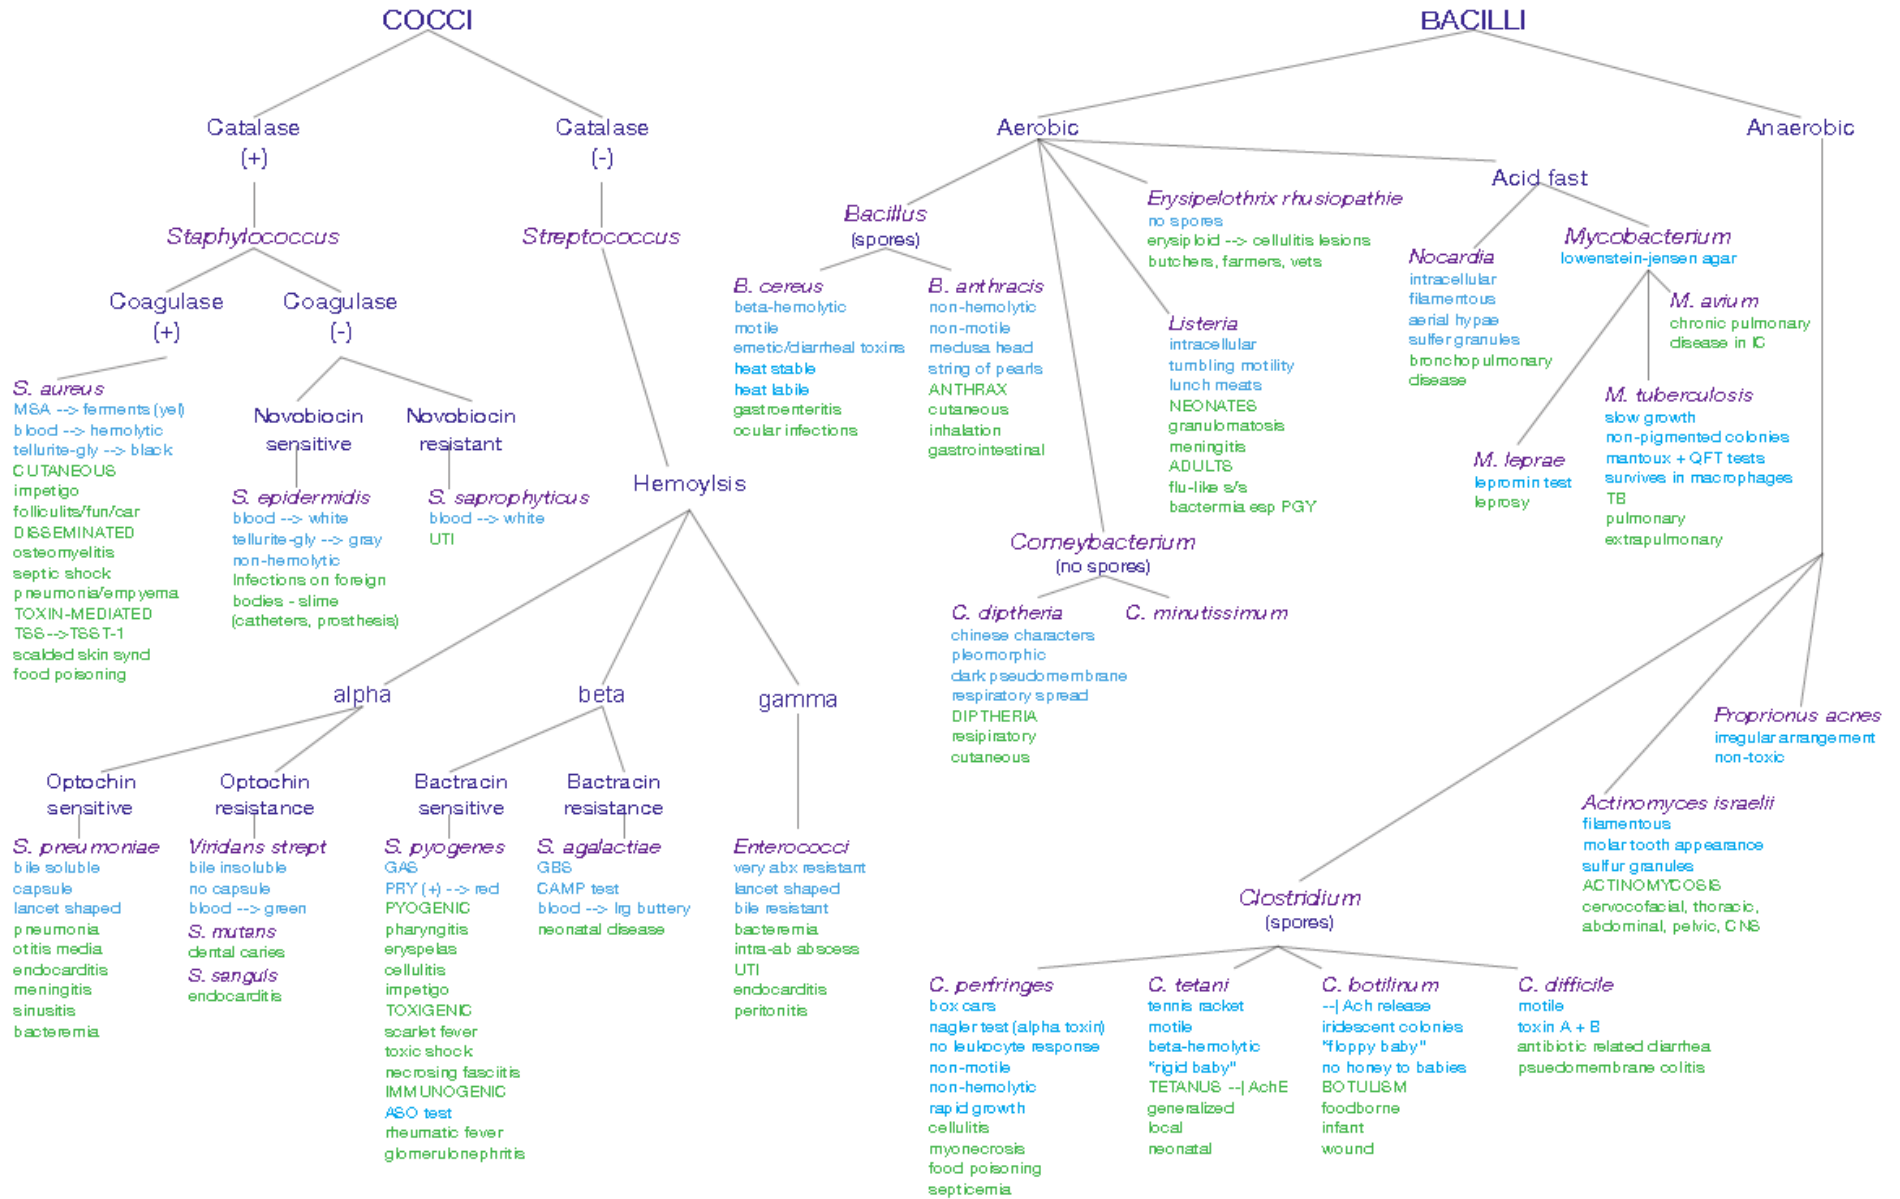 COCCI
Catalase
(+)
Catalase
(-)
Staphylococcus
Streptococcus
Coagulase
(+)
Coagulase
(-)
S. aureus
MSA --> ferments (yel)
blood --> hemolytic
tellurite-gly --> black
CUTANEOUS
impetigo
folliculits/fun/car
DISSEMINATED
osteomyelitis
septic shock
pneumonia/empyema
TOXIN-MEDIATED
TSS-->TSST-1
scalded skin synd
food poisoning
Novobiocin
sensitive
Novobiocin
resistant
S. epidermidis
blood --> white
tellurite-gly --> gray
non-hemolytic
Infections on foreign
bodies - slime
(catheters, prosthesis)
S. saprophyticus
blood --> white
UTI
Hemoylsis
alpha
beta
gamma
Optochin
sensitive
Optochin
resistance
Bactracin
sensitive
Bactracin
resistance
S. pneumoniae
bile soluble
capsule
lancet shaped
pneumonia
otitis media
endocarditis
meningitis
sinusitis
bacteremia
Viridans strept
bile insoluble
no capsule
blood --> green
S. mutans
dental caries
S. sanguls
endocarditis
S. pyogenes
GAS
PRY (+) --> red
PYOGENIC
pharyngitis
eryspelas
cellulitis
impetigo
TOXIGENIC
scarlet fever
toxic shock
necrosing fasciitis
IMMUNOGENIC
ASO test
rheumatic fever
glomerulonephritis
S. agalactiae
GBS
CAMP test
blood --> lrg buttery
neonatal disease
Enterococci
very abx resistant
lancet shaped
bile resistant
bacteremia
intra-ab abscess
UTI
endocarditis
peritonitis
BACILLI
Aerobic
Anaerobic
Bacillus
(spores)
B. cereus
beta-hemolytic
motile
emetic/diarrheal toxins
heat stable
heat labile
gastroenteritis
ocular infections
B. anthracis
non-hemolytic
non-motile
medusa head
string of pearls
ANTHRAX
cutaneous
inhalation
gastrointestinal
Erysipelothrix rhusiopathie
no spores
erysiploid --> cellulitis lesions
butchers, farmers, vets
Listeria
intracellular
tumbling motility
lunch meats
NEONATES
granulomatosis
meningitis
ADULTS
flu-like s/s
bactermia esp PGY
Corneybacterium
(no spores)
C. diptheria
chinese characters
pleomorphic
dark pseudomembrane
respiratory spread
DIPTHERIA
resipiratory
cutaneous
C. minutissimum
Acid fast
Nocardia
intracellular
filamentous
aerial hypae
sulfer granules
bronchopulmonary
disease
Mycobacterium
lowenstein-jensen agar
M. avium
chronic pulmonary
disease in IC
M. tuberculosis
slow growth
non-pigmented colonies
mantoux + QFT tests
survives in macrophages
TB
pulmonary
extrapulmonary
M. leprae
lepromin test
leprosy
Proprionus acnes
irregular arrangement
non-toxic
Actinomyces israelii
filamentous
molar tooth appearance
sulfur granules
ACTINOMYCOSIS
cervocofacial, thoracic,
abdominal, pelvic, CNS
Clostridium
(spores)
C. perfringes
box cars
nagler test (alpha toxin)
no leukocyte response
non-motile
non-hemolytic
rapid growth
cellulitis
myonecrosis
food poisoning
septicemia
C. tetani
tennis racket
motile
beta-hemolytic
"rigid baby"
TETANUS --| AchE
generalized
local
neonatal
C. botilinum
--| Ach release
iridescent colonies
"floppy baby"
no honey to babies
BOTULISM
foodborne
infant
wound
C. difficile
motile
toxin A + B
antibiotic related diarrhea
psuedomembrane colitis